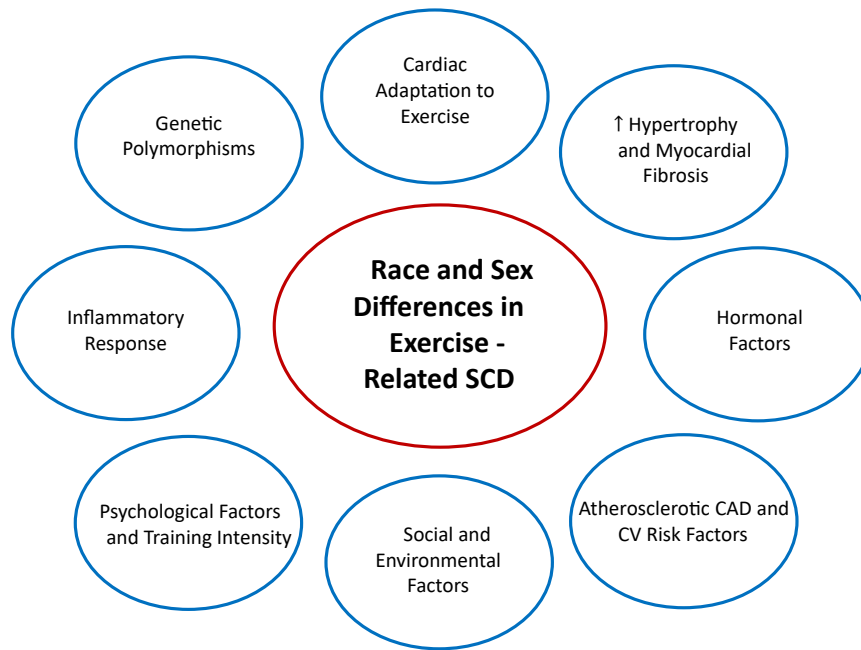 Cardiac
Adaptation to
Exercise
Genetic
Polymorphisms
↑ Hypertrophy
and Myocardial
Fibrosis
Race and Sex
Differences in
Exercise -
Related SCD
Inflammatory
Response
Hormonal
Factors
Psychological Factors
and Training Intensity
Social and
Environmental
Factors
Atherosclerotic CAD and
CV Risk Factors